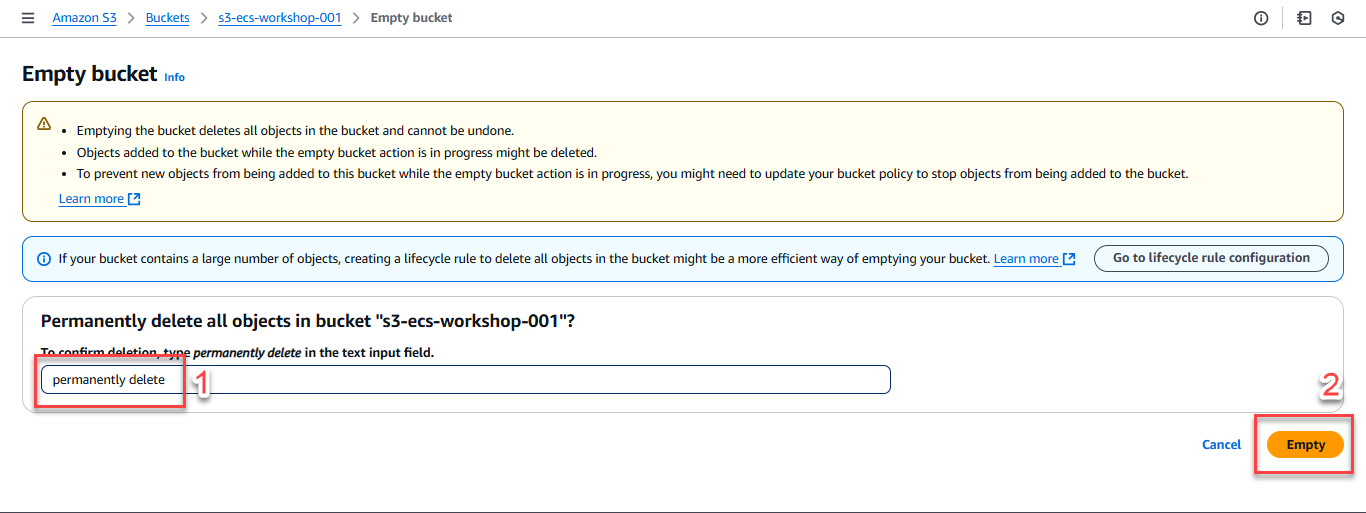 Amazon S3 > Buckets > s3-ecs-workshop-001 > Empty bucket
Empty bucket Info
• Emptying the bucket deletes all objects in the bucket and cannot be undone.
• Objects added to the bucket while the empty bucket action is in progress might be deleted.
• To prevent new objects from being added to this bucket while the empty bucket action is in progress, you might need to update your bucket policy to stop objects from being added to the bucket.
Learn more
If your bucket contains a large number of objects, creating a lifecycle rule to delete all objects in the bucket might be a more efficient way of emptying your bucket. Learn more Go to lifecycle rule configuration
Permanently delete all objects in bucket "s3-ecs-workshop-001"?
To confirm deletion, type permanently delete in the text input field.
permanently delete 1
2
Cancel Empty